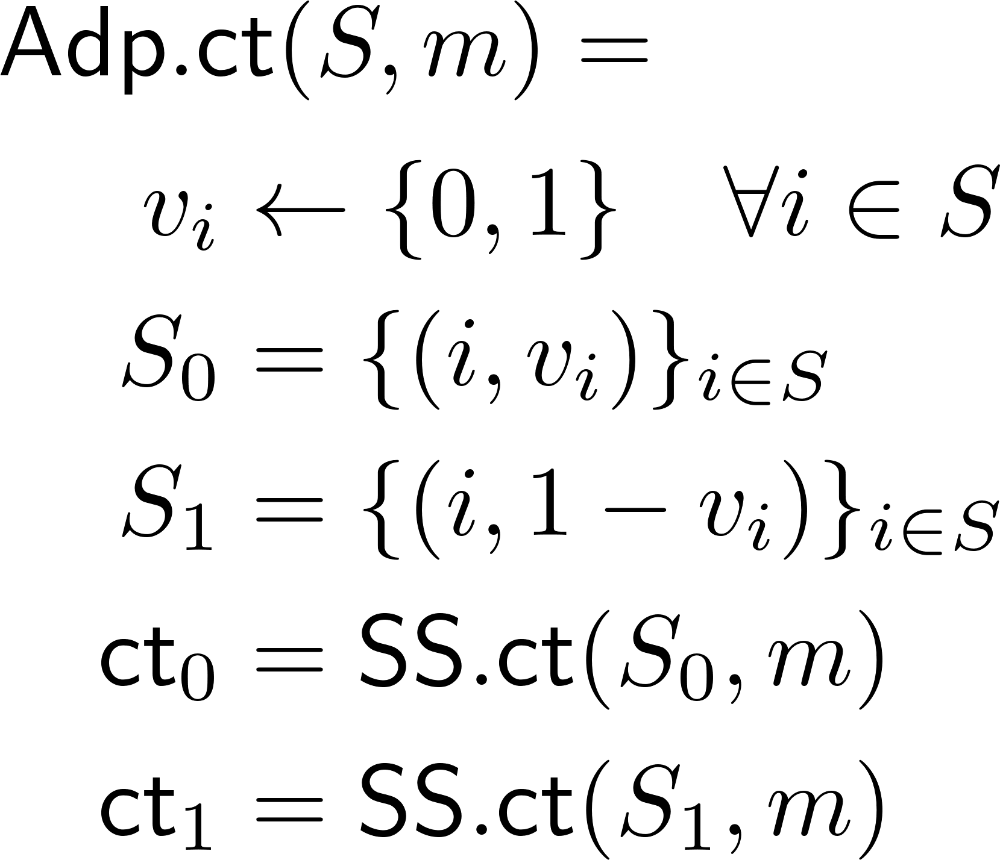 Adp.ct(S, m) =
v_i ← {0, 1} ∀i ∈ S
S_0 = {(i, v_i)}_{i∈S}
S_1 = {(i, 1 − v_i)}_{i∈S}
ct_0 = SS.ct(S_0, m)
ct_1 = SS.ct(S_1, m)